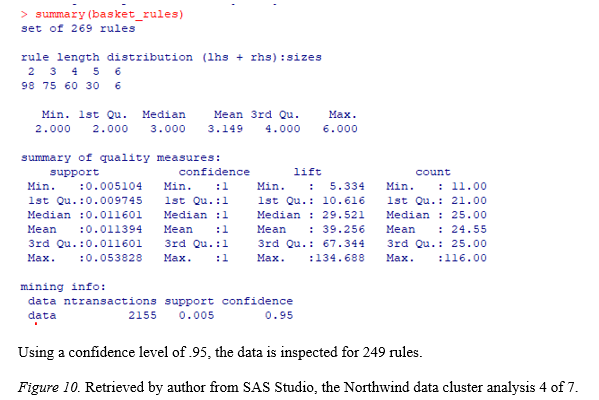 > summary(basket_rules)
set of 269 rules
rule length distribution (lhs + rhs):sizes
2 3 4 5 6
98 75 60 30 6
Min. 1st Qu. Median Mean 3rd Qu. Max.
2.000 2.000 3.000 3.149 4.000 6.000
summary of quality measures:
support confidence lift count
Min. :0.005104 Min. :1 Min. : 5.334 Min. : 11.00
1st Qu.:0.009745 1st Qu.:1 1st Qu.: 10.616 1st Qu.: 21.00
Median :0.011601 Median :1 Median : 29.521 Median : 25.00
Mean :0.011394 Mean :1 Mean : 39.256 Mean : 24.55
3rd Qu.:0.011601 3rd Qu.:1 3rd Qu.: 67.344 3rd Qu.: 25.00
Max. :0.053828 Max. :1 Max. :134.688 Max. :116.00
mining info:
data ntransactions support confidence
data 2155 0.005 0.95
Using a confidence level of .95, the data is inspected for 249 rules.
Figure 10. Retrieved by author from SAS Studio, the Northwind data cluster analysis 4 of 7.